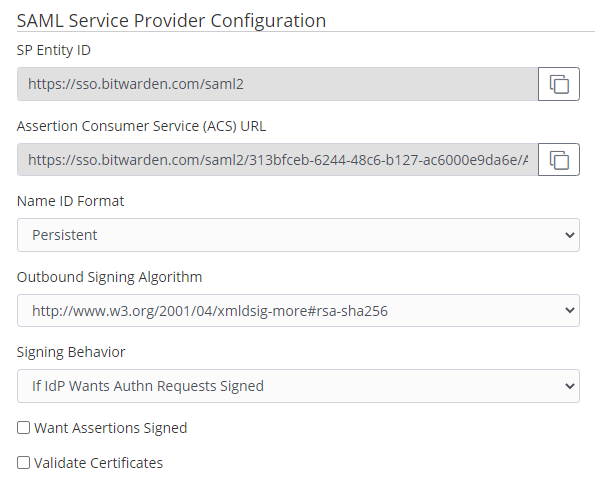 SAML Service Provider Configuration
SP Entity ID
https://sso.bitwarden.com/saml2
Assertion Consumer Service (ACS) URL
https://sso.bitwarden.com/saml2/313bfceb-6244-48c6-b127-ac6000e9da6e/A
Name ID Format
Persistent
Outbound Signing Algorithm
http://www.w3.org/2001/04/xmldsig-more#rsa-sha256
Signing Behavior
If IdP Wants Authn Requests Signed
Want Assertions Signed
Validate Certificates